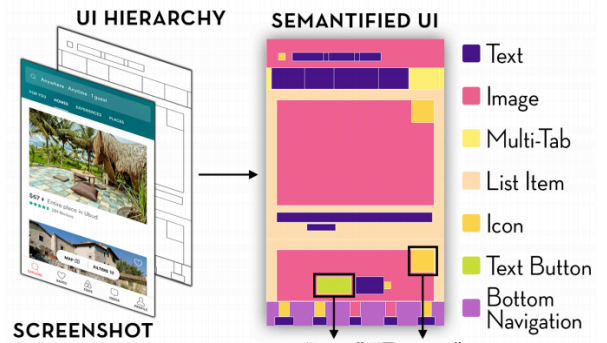 UI HIERARCHY
SEMANTIFIED UI
Anywhere · Anytime · 1 guest
FOR YOU HOMES EXPERIENCES PLACES
$67 Entire place in Ubud
MAP
FILTERS
SCREENSHOT
Text
Image
Multi-Tab
List Item
Icon
Text Button
Bottom
Navigation